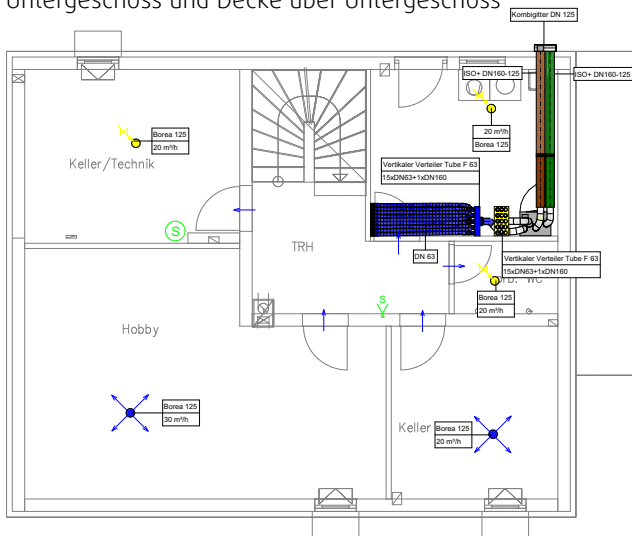 Untergeschoss und Decke über Untergeschoss
Kombigitter DN 125
ISO+ DN160-125
ISO+ DN160-125
Borea 125
20 m³/h
Keller/Technik
20 m³/h
Borea 125
Vertikaler Verteiler Tube F 63
15xDN63+1xDN160
S
TRH
DN 63
Vertikaler Verteiler Tube F 63
15xDN63+1xDN160
WC
Borea 125
20 m³/h
S
Hobby
Borea 125
30 m³/h
Keller
Borea 125
20 m³/h